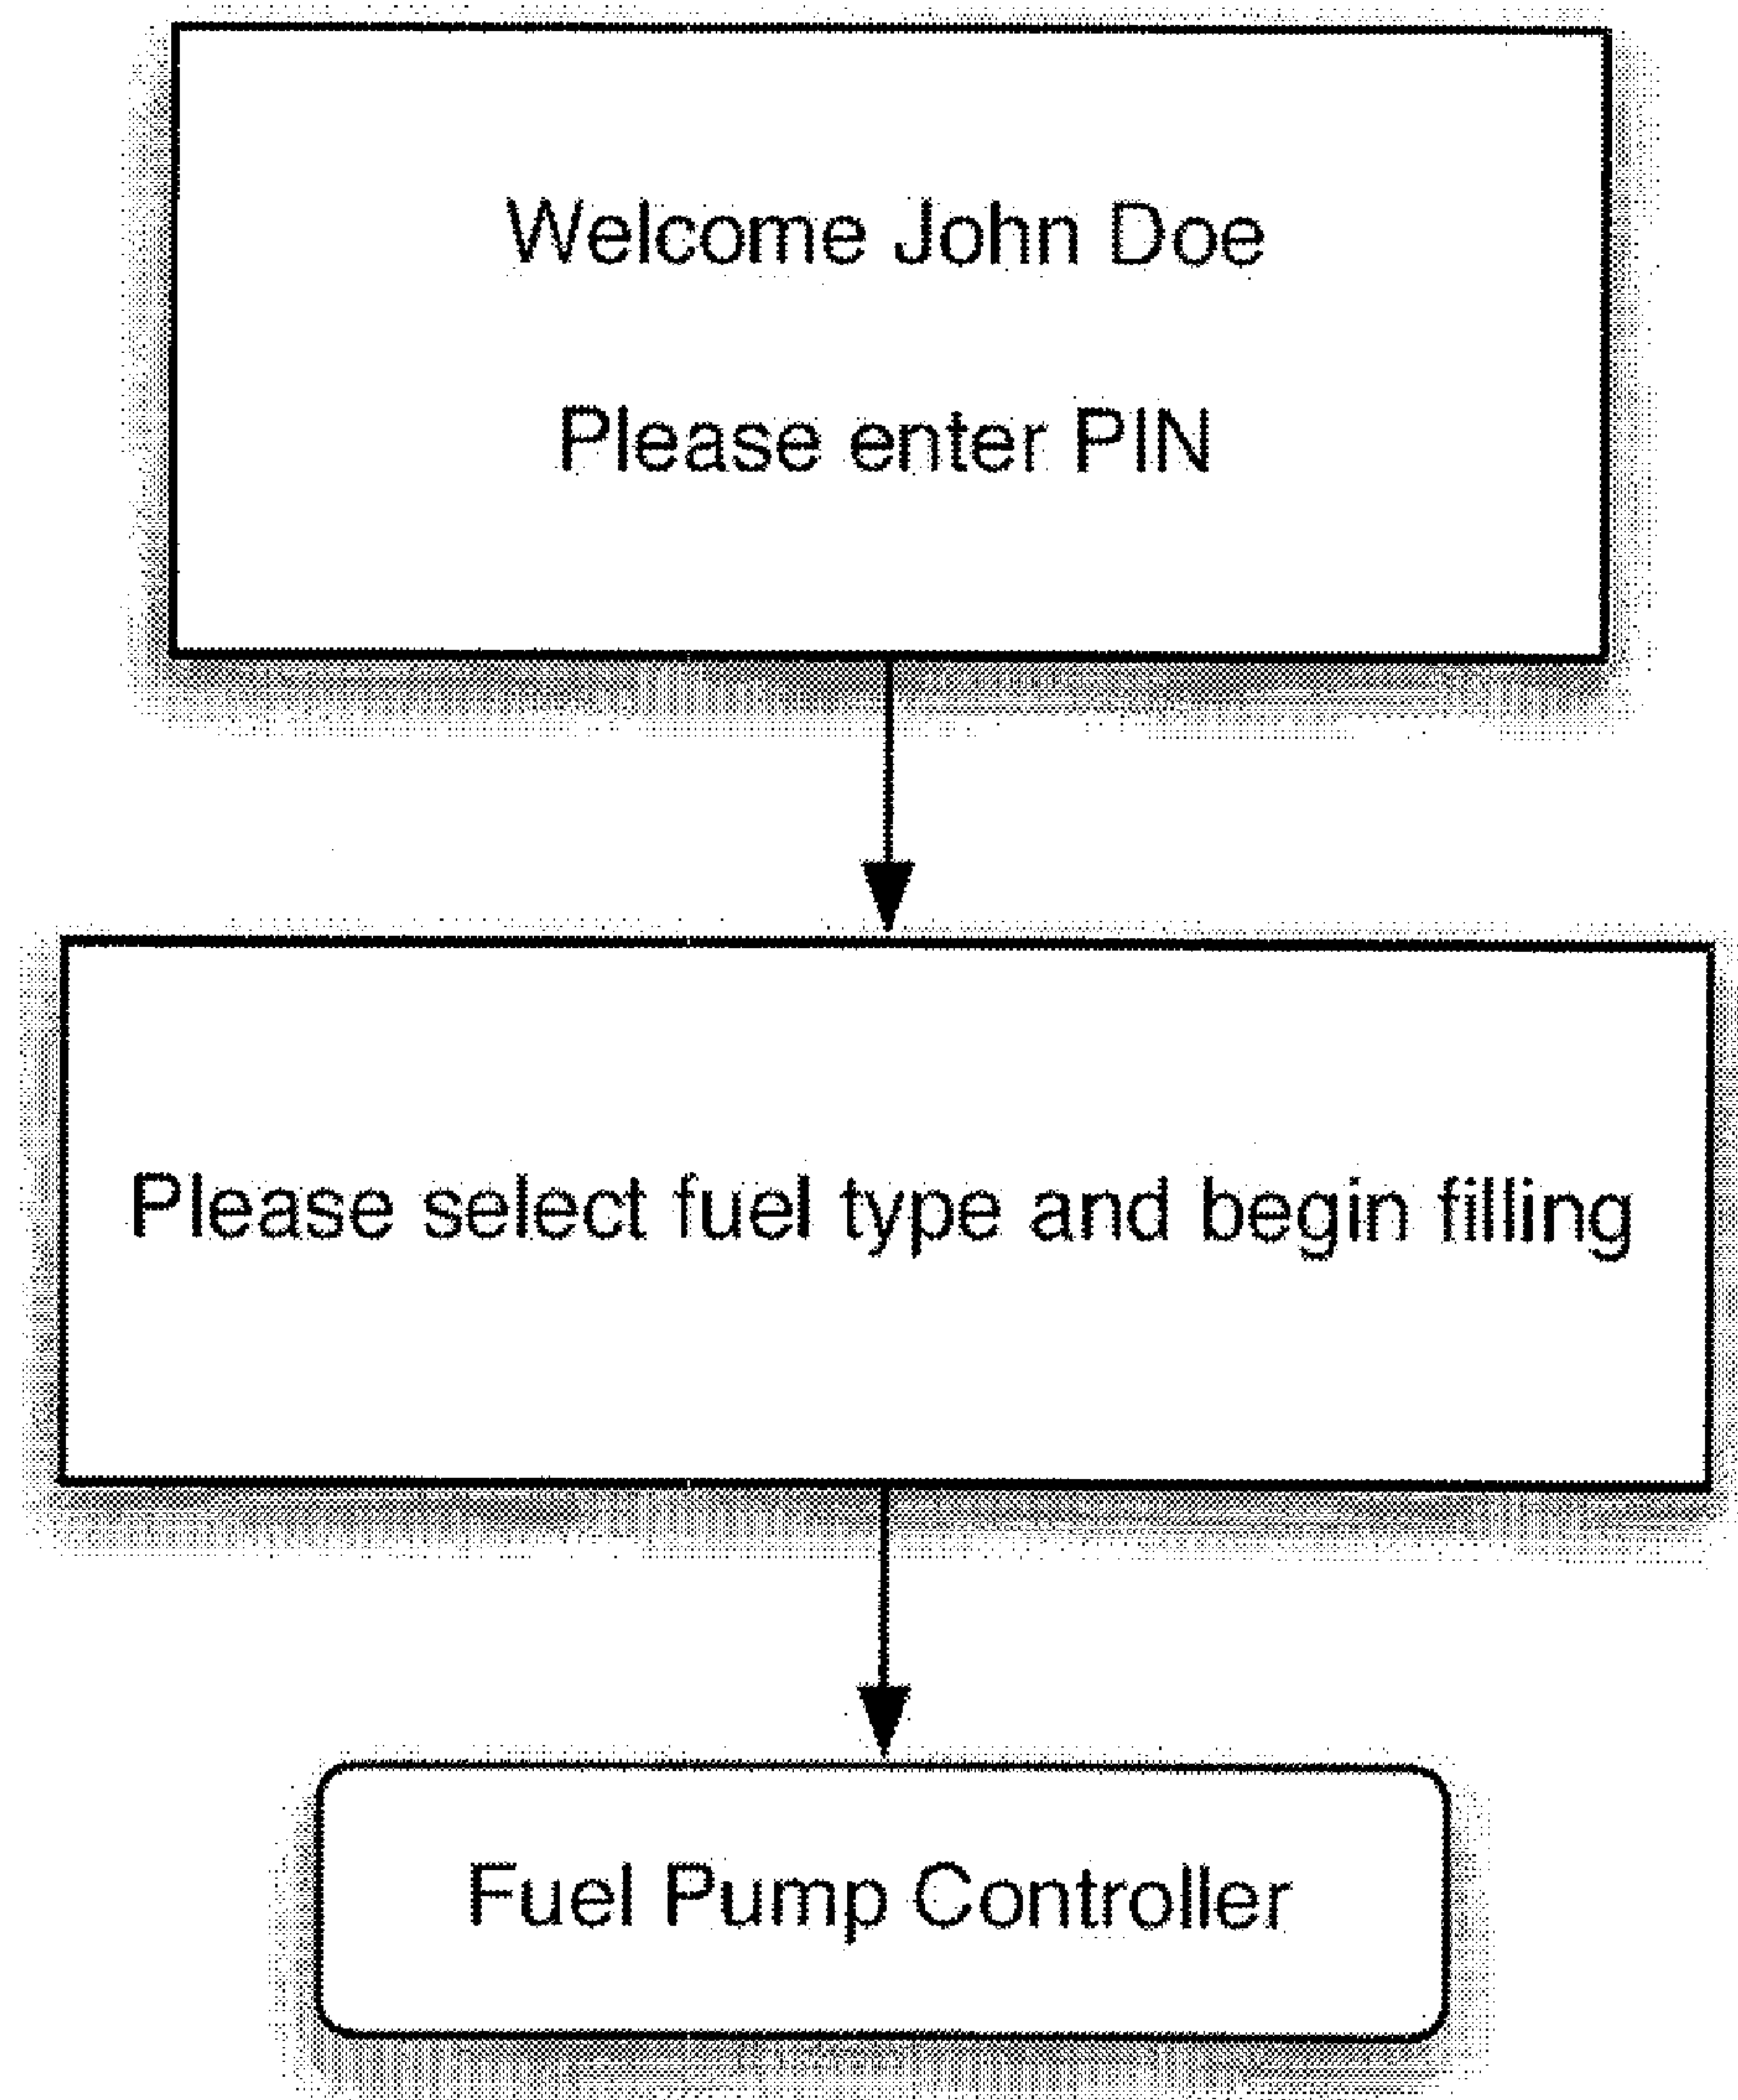 Welcome John Doe
Please enter PIN
Please select fuel type and begin filling
Fuel Pump Controller